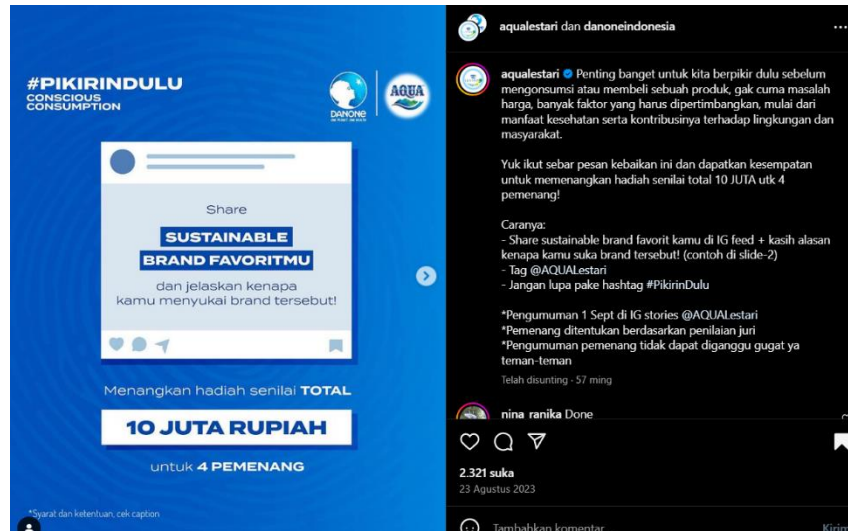 #PIKIRINDULU
CONSCIOUS
CONSUMPTION
DANONE
AQUA
Share
SUSTAINABLE
BRAND FAVORITMU
dan jelaskan kenapa
kamu menyukai brand tersebut!
Menangkan hadiah senilai TOTAL
10 JUTA RUPIAH
untuk 4 PEMENANG
*Syarat dan ketentuan, cek caption
aqualestari dan danoneindonesia
aqualestari Penting banget untuk kita berpikir dulu sebelum
mengonsumsi atau membeli sebuah produk, gak cuma masalah
harga, banyak faktor yang harus dipertimbangkan, mulai dari
manfaat kesehatan serta kontribusinya terhadap lingkungan dan
masyarakat.
Yuk ikut sebar pesan kebaikan ini dan dapatkan kesempatan
untuk memenangkan hadiah senilai total 10 JUTA utk 4
pemenang!
Caranya:
- Share sustainable brand favorit kamu di IG feed + kasih alasan
kenapa kamu suka brand tersebut! (contoh di slide-2)
- Tag @AQUALestari
- Jangan lupa pake hashtag #PikirinDulu
*Pengumuman 1 Sept di IG stories @AQUALestari
*Pemenang ditentukan berdasarkan penilaian juri
*Pengumuman pemenang tidak dapat diganggu gugat ya
teman-teman
Telah disunting · 57 ming
nina_ranika Done
2.321 suka
23 Agustus 2023
Tambahkan komentar
Kirim